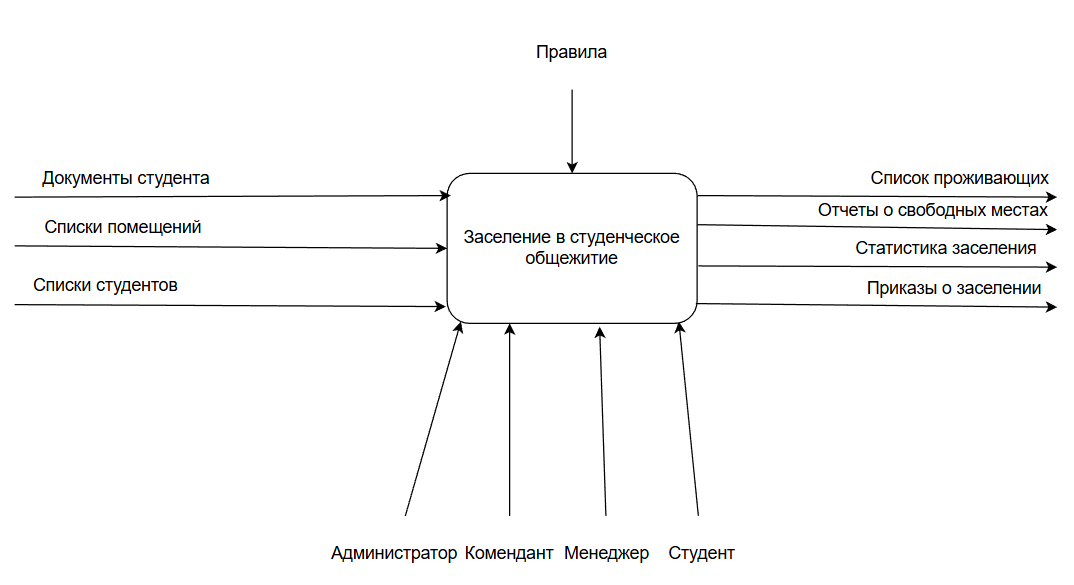 Правила
Документы студента
Списки помещений
Списки студентов
Заселение в студенческое
общежитие
Список проживающих
Отчеты о свободных местах
Статистика заселения
Приказы о заселении
Администратор
Комендант
Менеджер
Студент